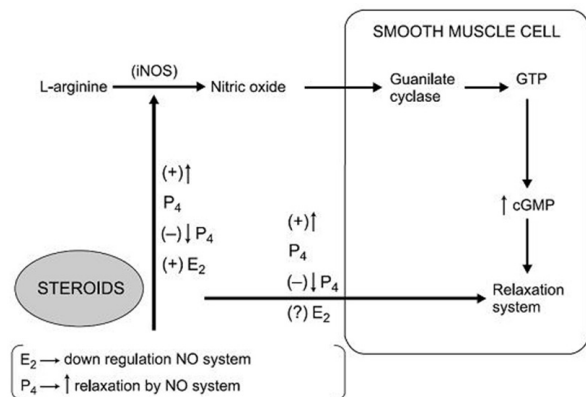 SMOOTH MUSCLE CELL
(iNOS)
L-arginine
Nitric oxide
Guanilate
cyclase
GTP
(+)↑
P₄
(–)↓ P₄
(+) E₂
↑ cGMP
(+)↑
P₄
(–)↓ P₄
(?) E₂
STEROIDS
Relaxation
system
E₂ → down regulation NO system
P₄ → ↑ relaxation by NO system